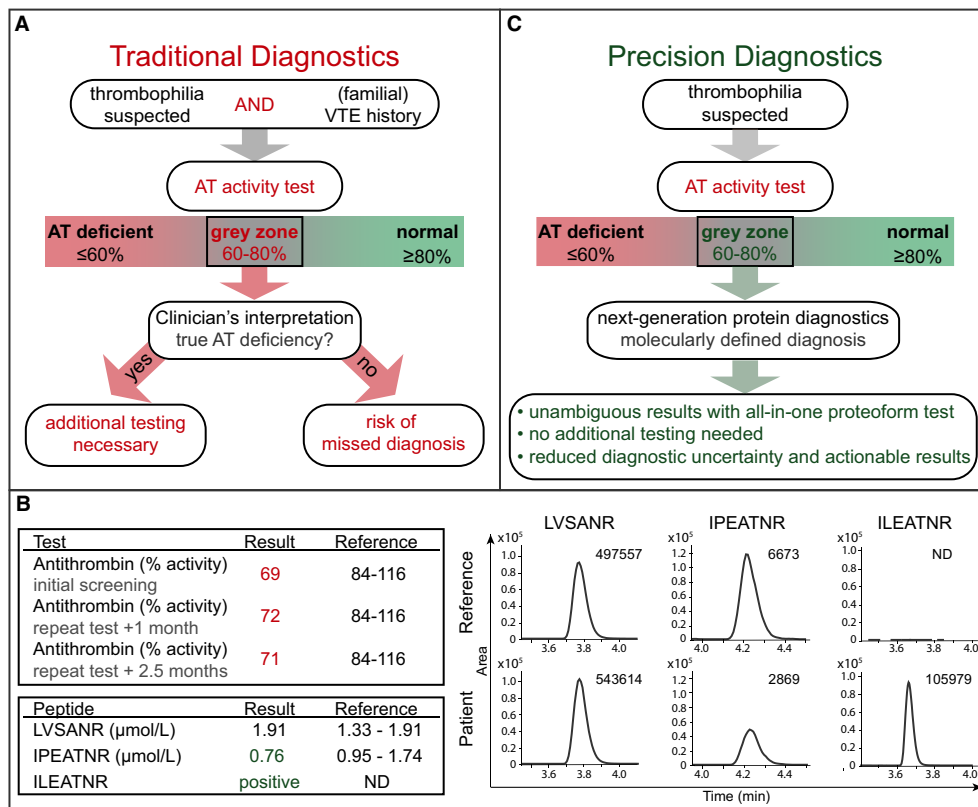 A
Traditional Diagnostics
thrombophilia
suspected
AND
(familial)
VTE history
AT activity test
AT deficient
≤60%
grey zone
60-80%
normal
≥80%
Clinician's interpretation
true AT deficiency?
yes
no
additional testing
necessary
risk of
missed diagnosis
C
Precision Diagnostics
thrombophilia
suspected
AT activity test
AT deficient
≤60%
grey zone
60-80%
normal
≥80%
next-generation protein diagnostics
molecularly defined diagnosis
• unambiguous results with all-in-one proteoform test
• no additional testing needed
• reduced diagnostic uncertainty and actionable results
B
Test Result Reference
Antithrombin (% activity) 69 84-116
initial screening
Antithrombin (% activity) 72 84-116
repeat test +1 month
Antithrombin (% activity) 71 84-116
repeat test + 2.5 months
Peptide Result Reference
LVSANR (µmol/L) 1.91 1.33 - 1.91
IPEATNR (µmol/L) 0.76 0.95 - 1.74
ILEATNR positive ND
LVSANR IPEATNR ILEATNR
Reference
x10⁵
1.0
0.8
0.6
0.4
0.2
0
497557
3.6 4.0
x10⁵
1.2
1.0
0.8
0.6
0.4
0.2
0
6673
4.2 4.4
x10⁵
1.0
0.8
0.6
0.4
0.2
0
ND
3.6 4.0
Area
Patient
x10⁵
1.0
0.8
0.6
0.4
0.2
0
543614
3.6 4.0
x10⁵
1.2
1.0
0.8
0.6
0.4
0.2
0
2869
4.2 4.4
x10⁵
1.0
0.8
0.6
0.4
0.2
0
105979
3.6 4.0
Time (min)